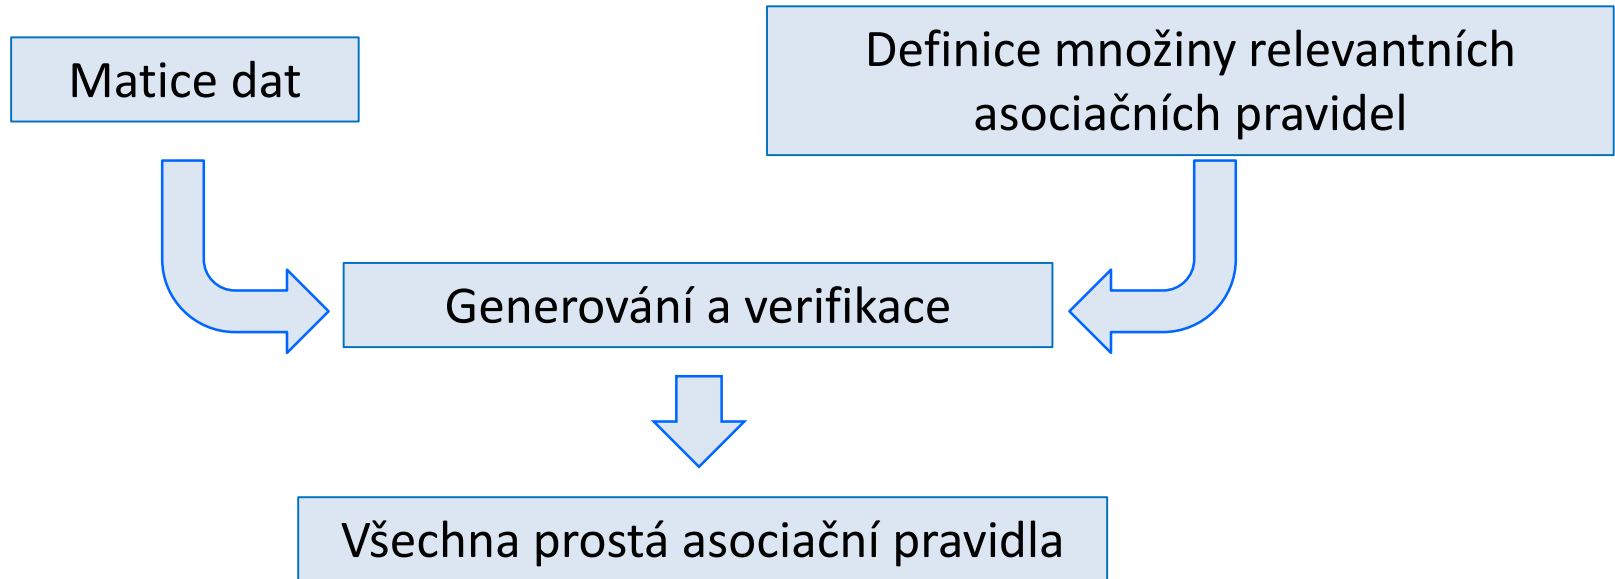 Matice dat
Definice množiny relevantních
asociačních pravidel
Generování a verifikace
Všechna prostá asociační pravidla